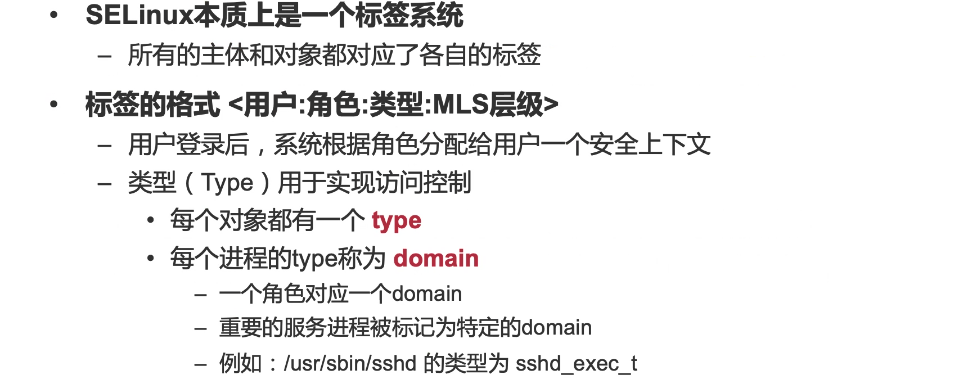 • SELinux本质上是一个标签系统
– 所有的主体和对象都对应了各自的标签
• 标签的格式 <用户:角色:类型:MLS层级>
– 用户登录后，系统根据角色分配给用户一个安全上下文
– 类型（Type）用于实现访问控制
• 每个对象都有一个 type
• 每个进程的type称为 domain
– 一个角色对应一个domain
– 重要的服务进程被标记为特定的domain
– 例如：/usr/sbin/sshd 的类型为 sshd_exec_t